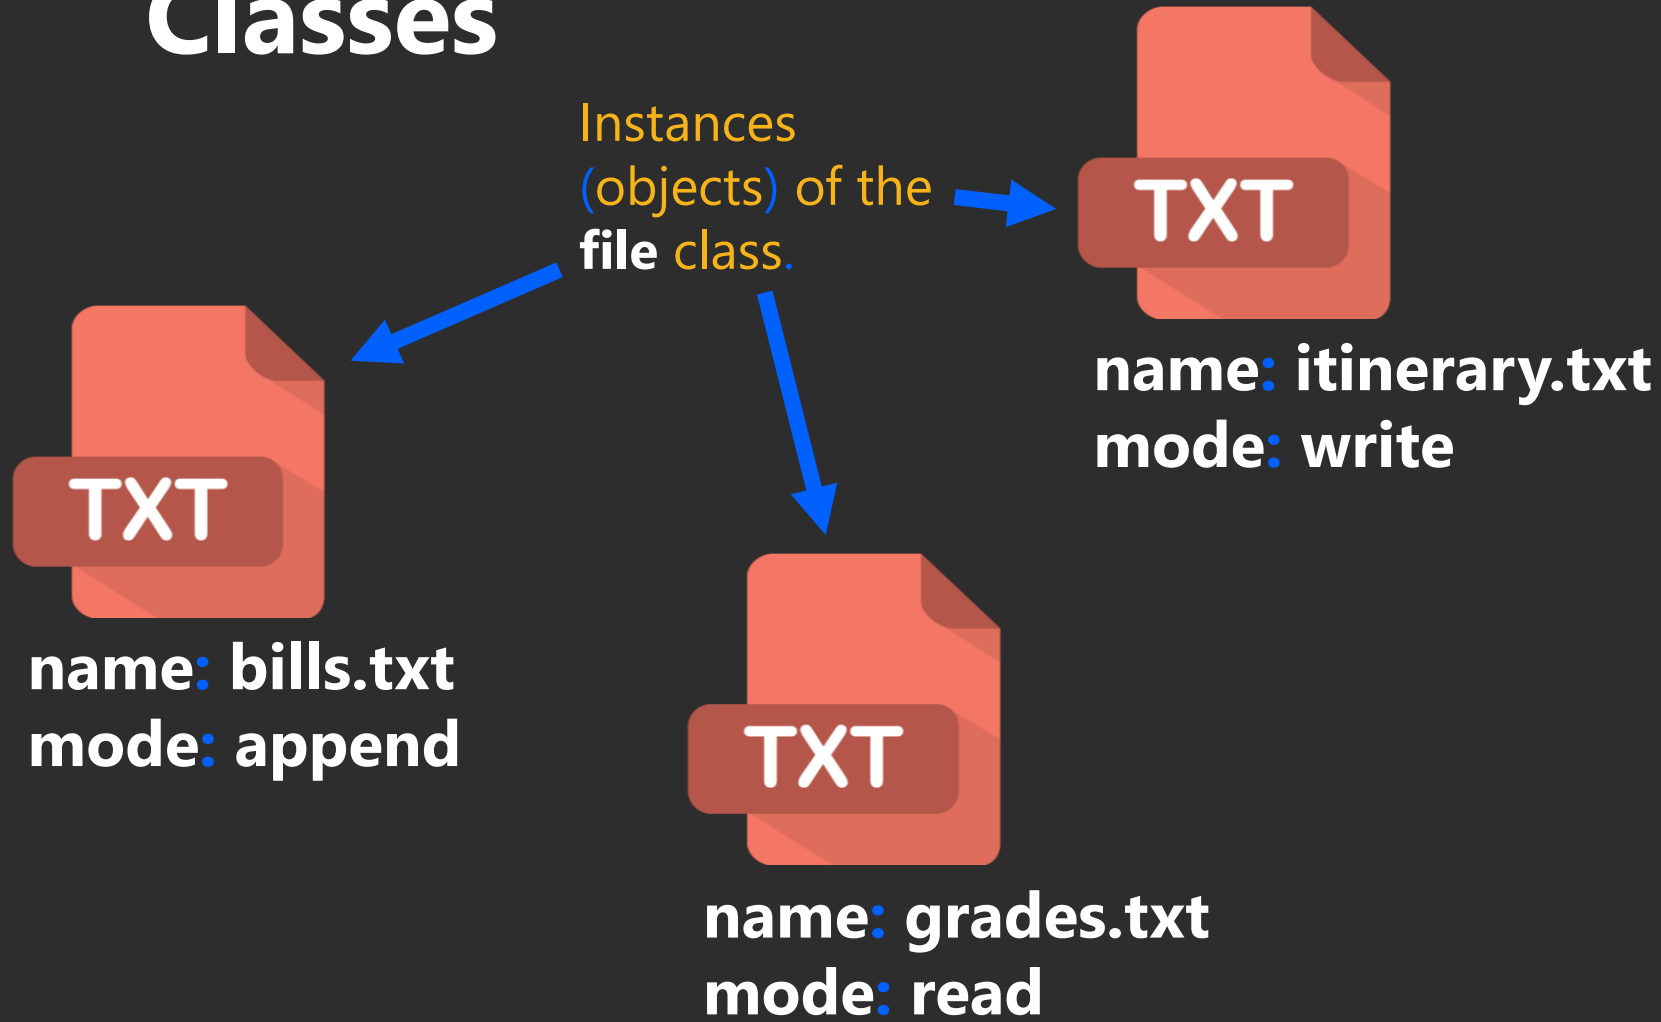 Classes
Instances
(objects) of the
file class.
TXT
name: itinerary.txt
mode: write
TXT
name: bills.txt
mode: append
TXT
name: grades.txt
mode: read